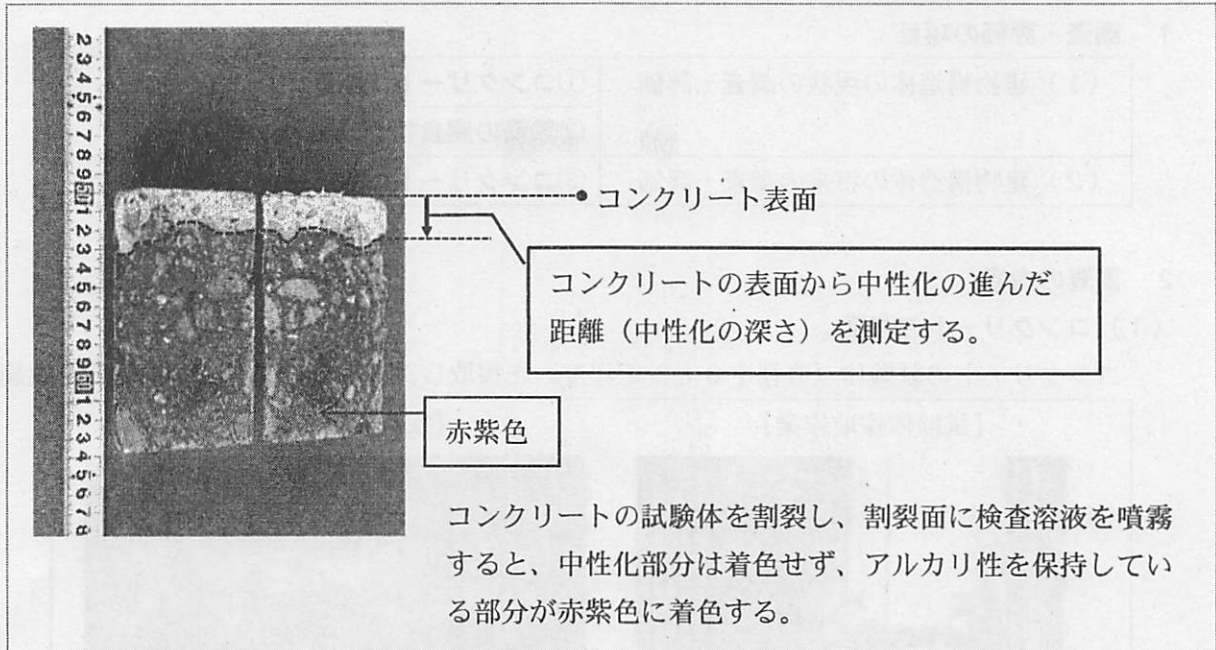 コンクリート表面
コンクリートの表面から中性化の進んだ
距離（中性化の深さ）を測定する。
赤紫色
コンクリートの試験体を割裂し、割裂面に検査溶液を噴霧
すると、中性化部分は着色せず、アルカリ性を保持してい
る部分が赤紫色に着色する。